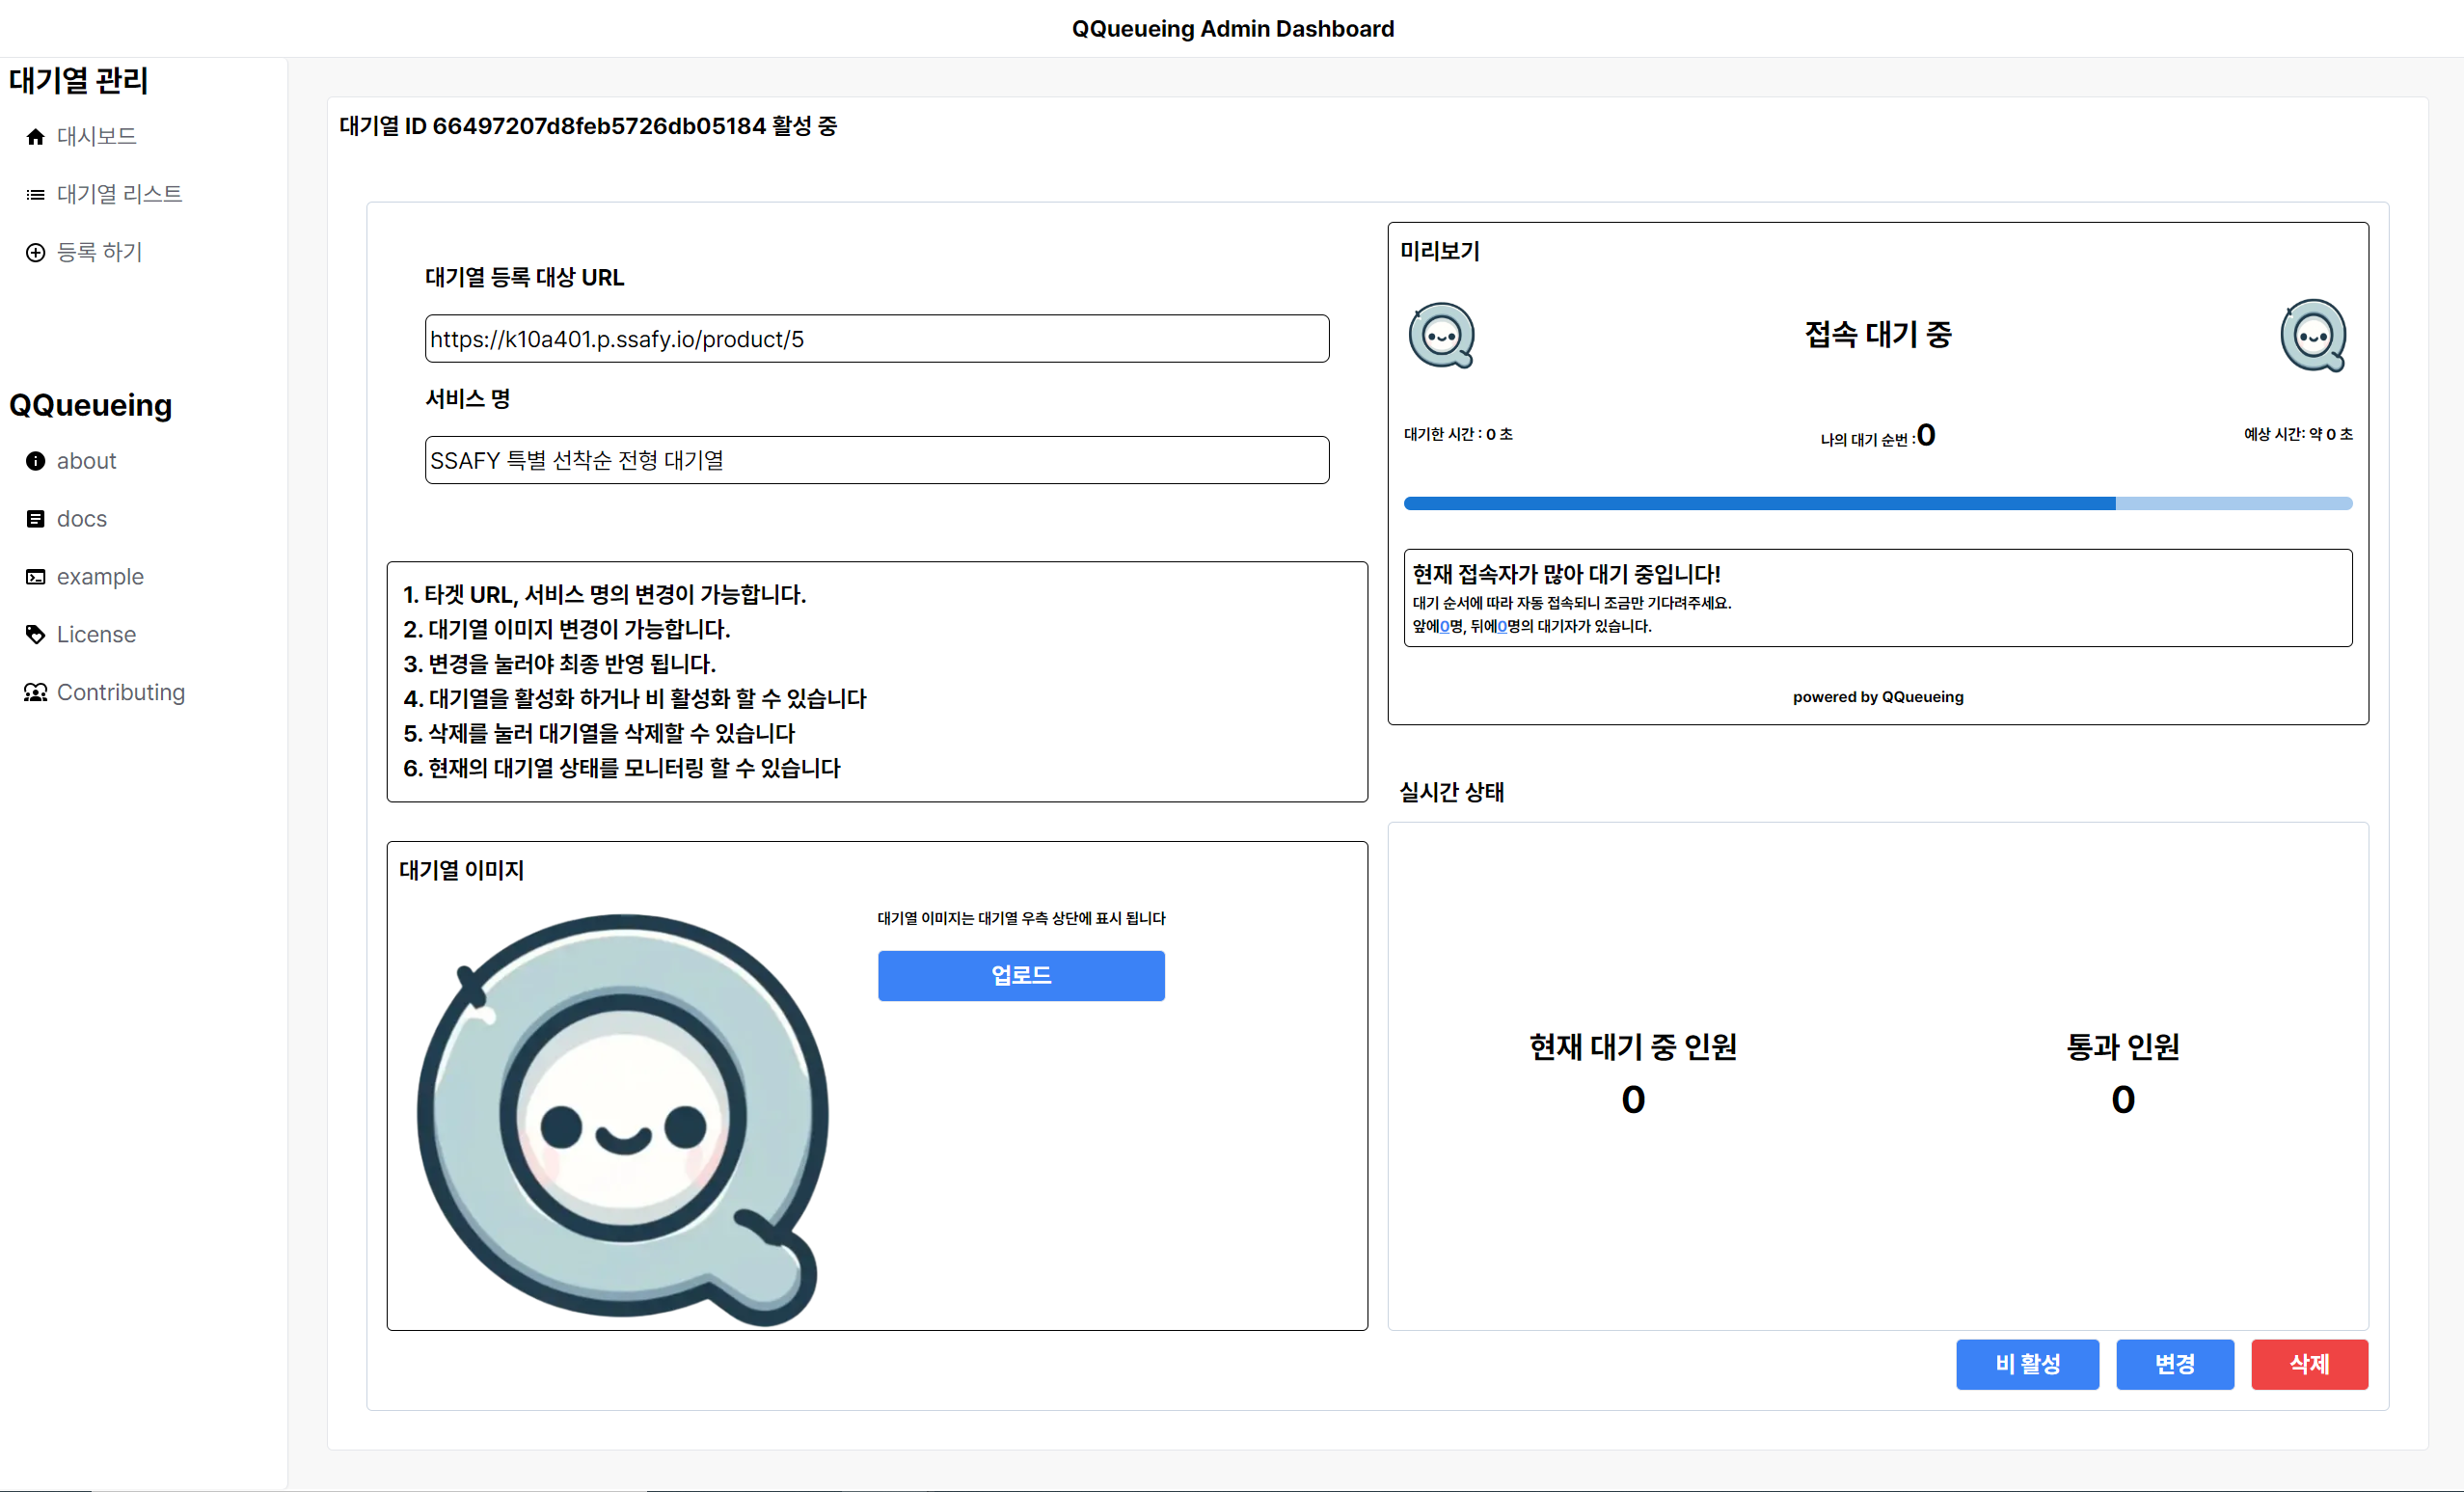 QQueueing Admin Dashboard
대기열 관리
대시보드
대기열 리스트
등록 하기
QQueueing
about
docs
example
License
Contributing
대기열 ID 66497207d8feb5726db05184 활성 중
대기열 등록 대상 URL
https://k10a401.p.ssafy.io/product/5
서비스 명
SSAFY 특별 선착순 전형 대기열
1. 타겟 URL, 서비스 명의 변경이 가능합니다.
2. 대기열 이미지 변경이 가능합니다.
3. 변경을 눌러야 최종 반영 됩니다.
4. 대기열을 활성화 하거나 비 활성화 할 수 있습니다
5. 삭제를 눌러 대기열을 삭제할 수 있습니다
6. 현재의 대기열 상태를 모니터링 할 수 있습니다
대기열 이미지
대기열 이미지는 대기열 우측 상단에 표시 됩니다
업로드
미리보기
접속 대기 중
대기한 시간 : 0 초
나의 대기 순번 :0
예상 시간: 약 0 초
현재 접속자가 많아 대기 중입니다!
대기 순서에 따라 자동 접속되니 조금만 기다려주세요.
앞에0명, 뒤에0명의 대기자가 있습니다.
powered by QQueueing
실시간 상태
현재 대기 중 인원
0
통과 인원
0
비 활성
변경
삭제